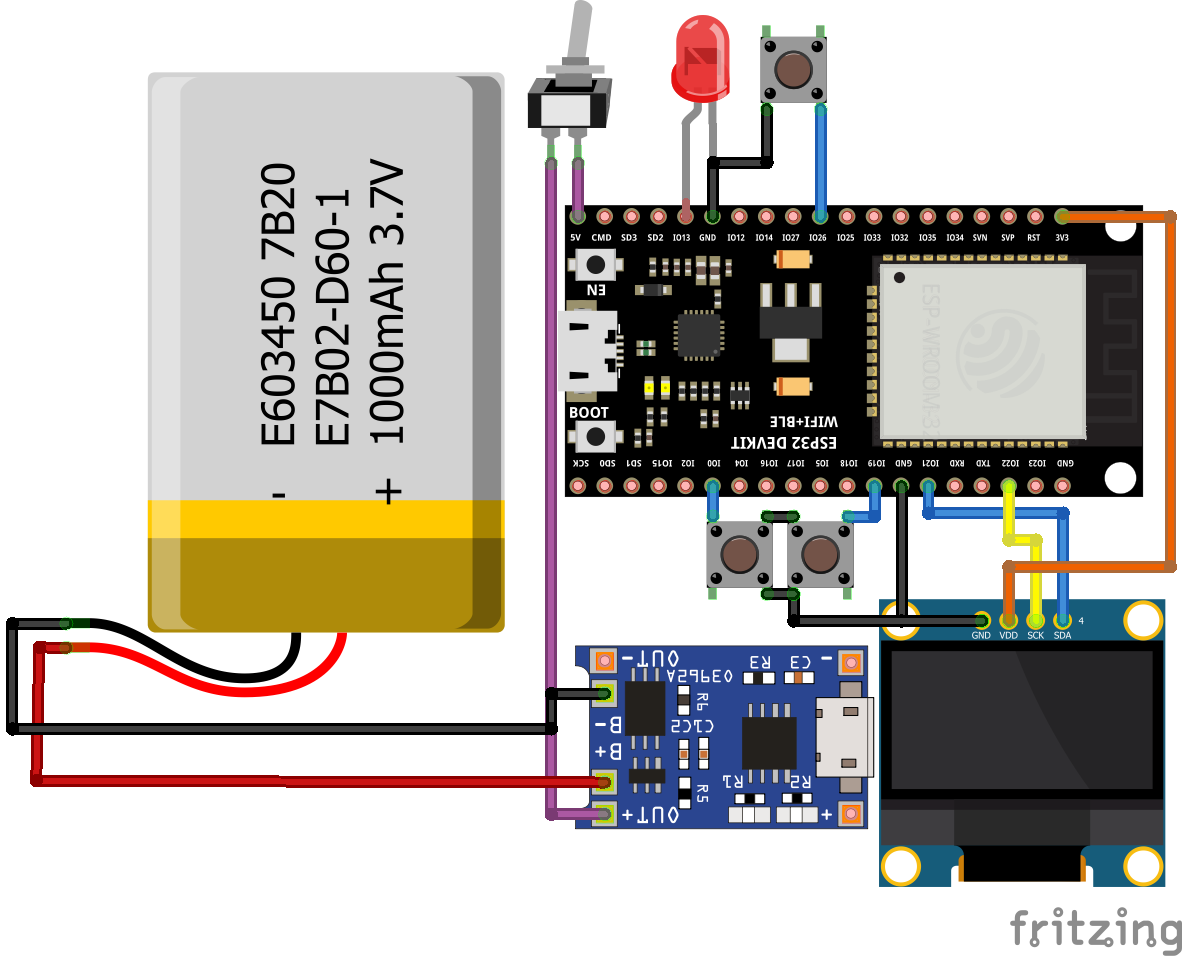 E603450 7B20
E7B02-D60-1
1000mAh 3.7V
-
+
5V CMD SD3 SD2 IO13 GND IO12 IO14 IO27 IO26 IO25 IO33 IO32 IO35 IO34 SVN SVP RST 3V3
EN
BOOT
WIFI+BLE
ESP32 DEVKIT
ESP-WROOM-32
SCK SD0 SD1 IO15 IO2 IO0 IO4 IO16 IO17 IO5 IO18 IO19 GND IO21 RXD TXD IO22 IO23 GND
GND VDD SCK SDA 4
OUT-
03962A
R3 C3 -
R6
B-
C1C2
B+
R1 R2
R5
OUT+
+
fritzing